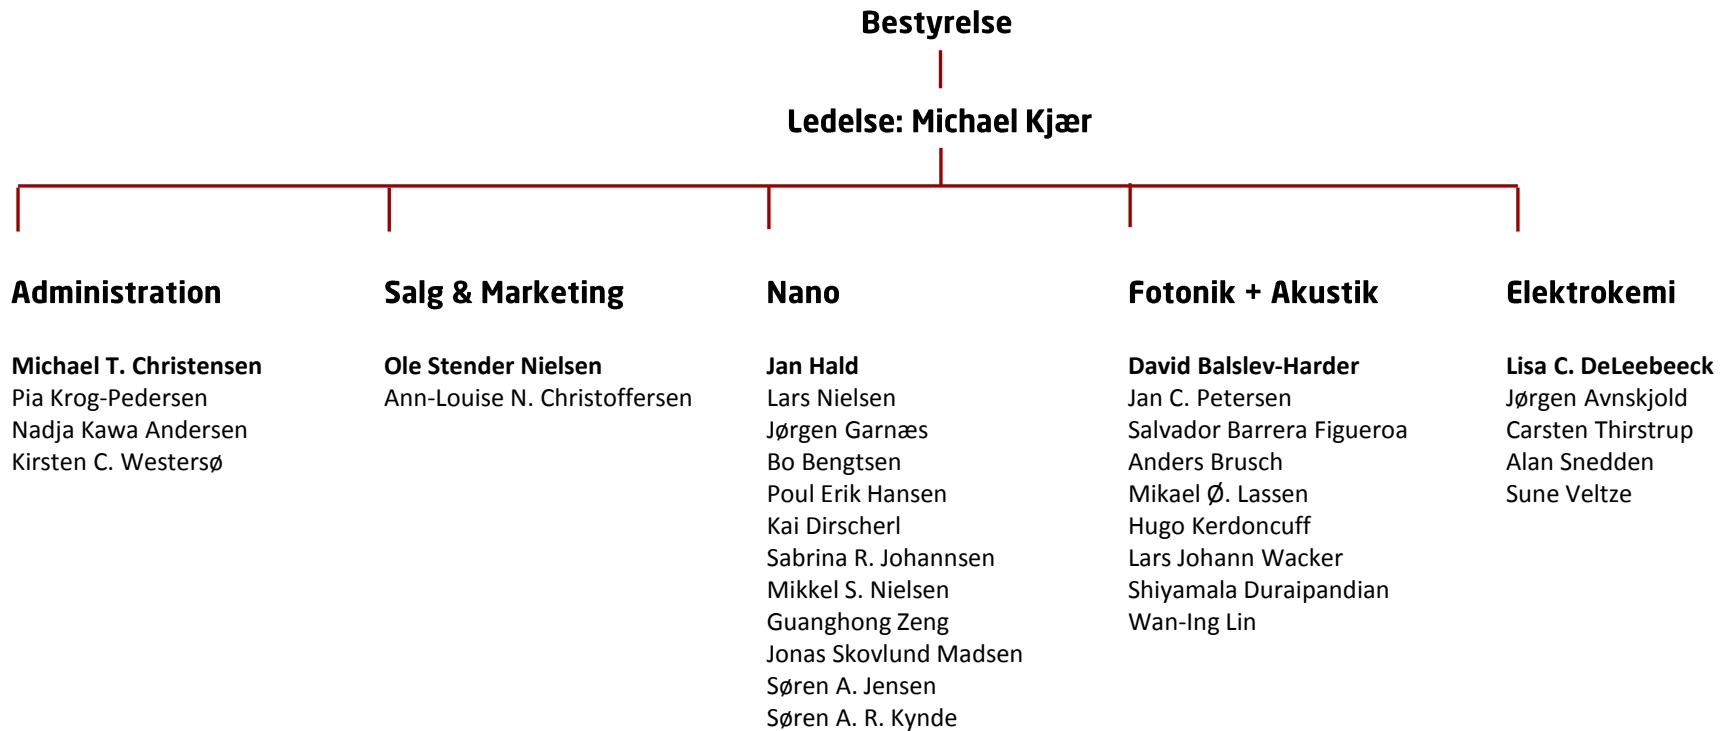 Bestyrelse
Ledelse: Michael Kjær
Administration
Michael T. Christensen
Pia Krog-Pedersen
Nadja Kawa Andersen
Kirsten C. Westersø
Salg & Marketing
Ole Stender Nielsen
Ann-Louise N. Christoffersen
Nano
Jan Hald
Lars Nielsen
Jørgen Garnæs
Bo Bengtsen
Poul Erik Hansen
Kai Dirscherl
Sabrina R. Johannsen
Mikkel S. Nielsen
Guanghong Zeng
Jonas Skovlund Madsen
Søren A. Jensen
Søren A. R. Kynde
Fotonik + Akustik
David Balslev-Harder
Jan C. Petersen
Salvador Barrera Figueroa
Anders Brusch
Mikael Ø. Lassen
Hugo Kerdoncuff
Lars Johann Wacker
Shiyamala Duraipandian
Wan-Ing Lin
Elektrokemi
Lisa C. DeLeebeeck
Jørgen Avnskjold
Carsten Thirstrup
Alan Snedden
Sune Veltze